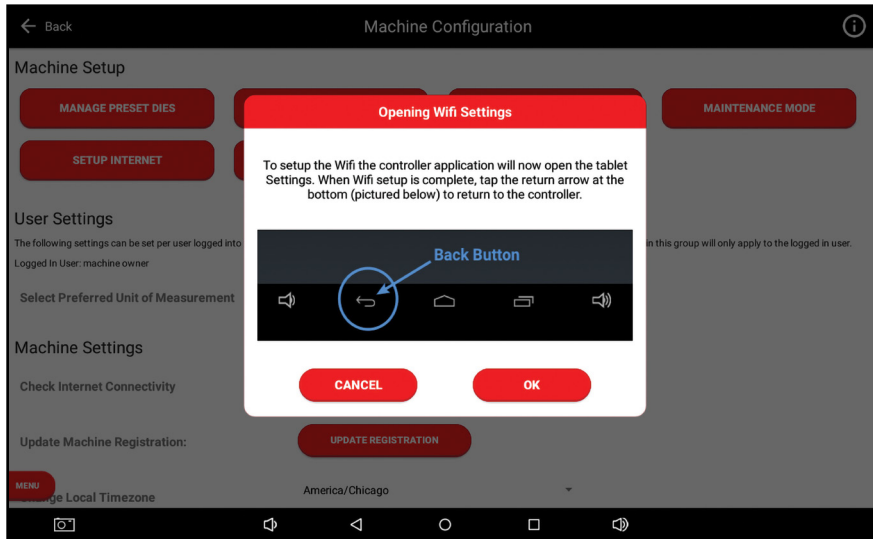 Back
Machine Configuration
Machine Setup
MANAGE PRESET DIES
MAINTENANCE MODE
SETUP INTERNET
Opening Wifi Settings
To setup the Wifi the controller application will now open the tablet
Settings. When Wifi setup is complete, tap the return arrow at the
bottom (pictured below) to return to the controller.
Back Button
CANCEL
OK
User Settings
The following settings can be set per user logged into
in this group will only apply to the logged in user.
Logged In User: machine owner
Select Preferred Unit of Measurement
Machine Settings
Check Internet Connectivity
Update Machine Registration:
UPDATE REGISTRATION
MENU
ge Local Timezone
America/Chicago